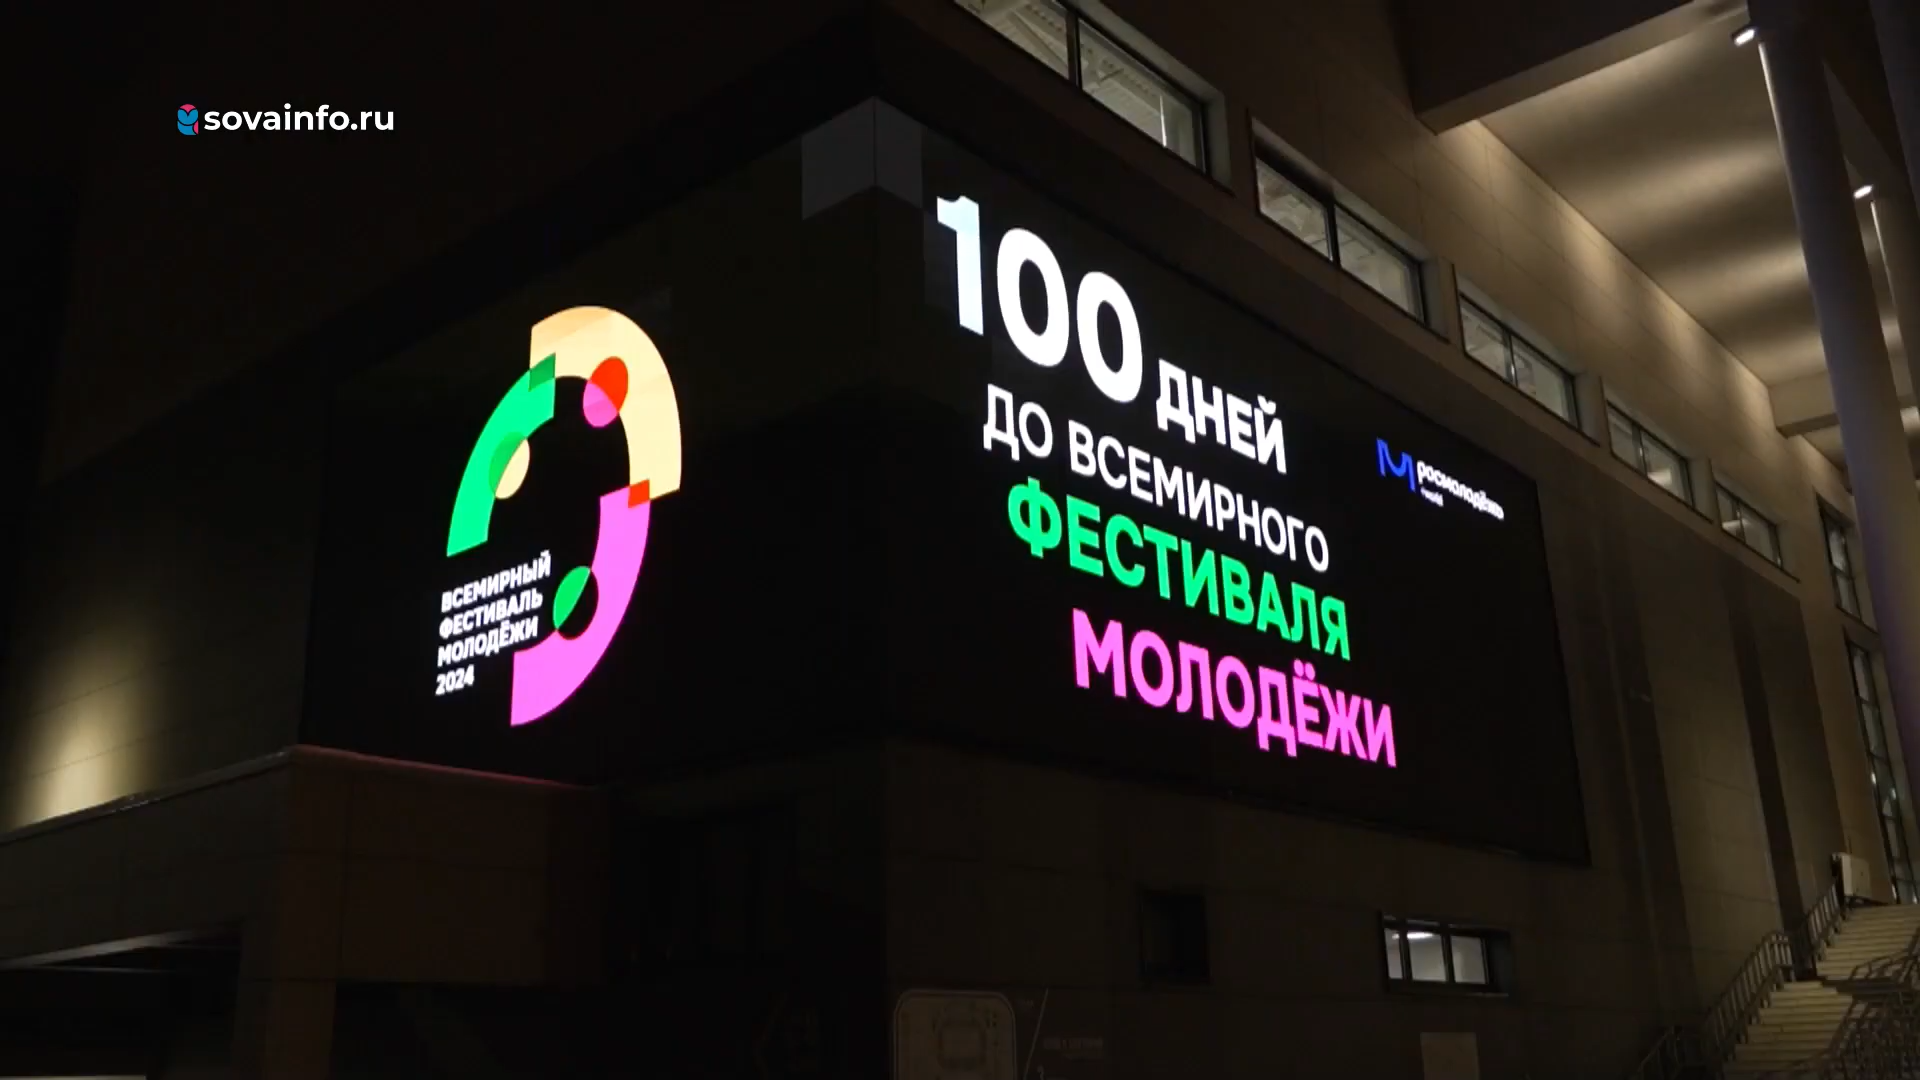 sovainfo.ru
ВСЕМИРНЫЙ
ФЕСТИВАЛЬ
МОЛОДЁЖИ
2024
100 ДНЕЙ
ДО ВСЕМИРНОГО
ФЕСТИВАЛЯ
МОЛОДЁЖИ
росмолодёжь